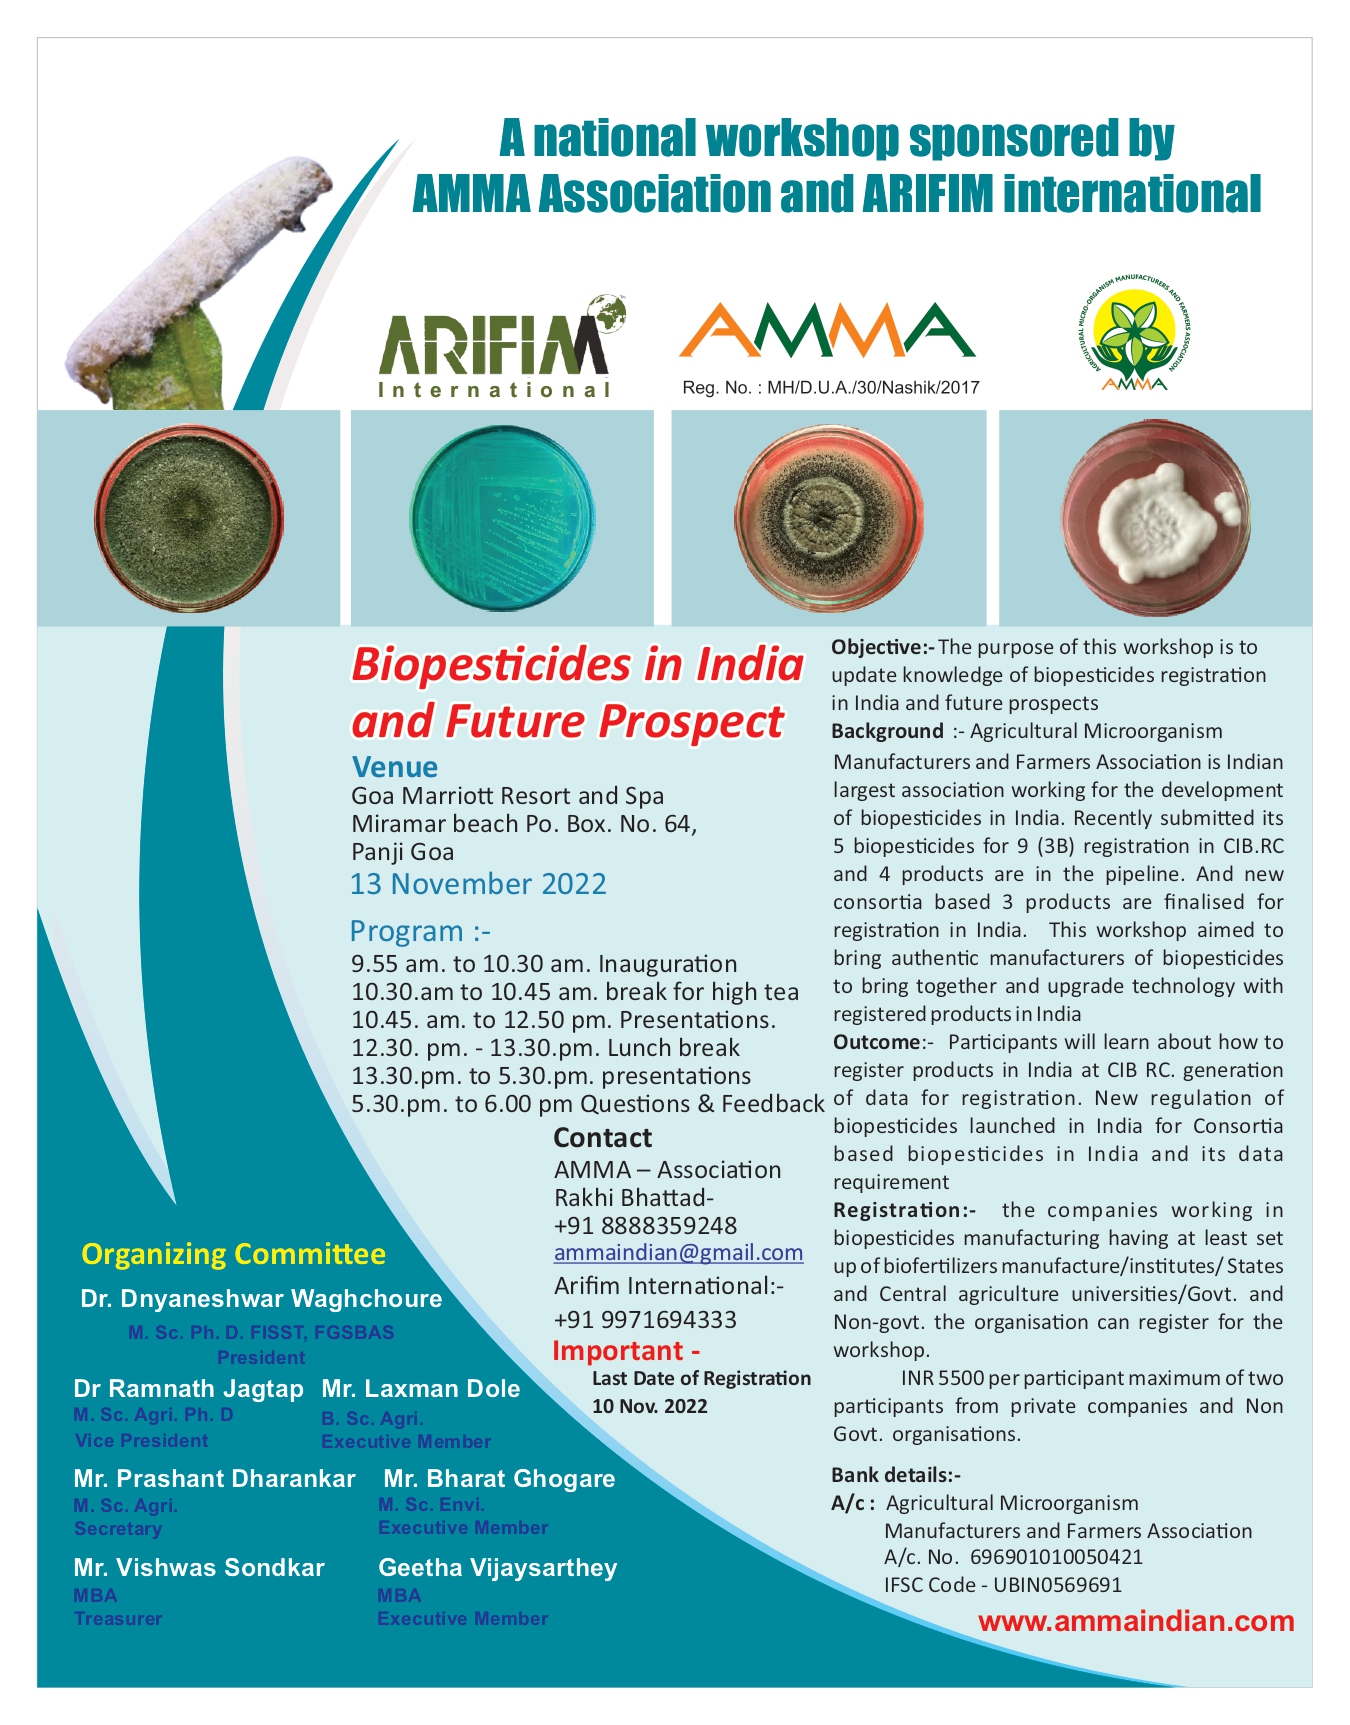 A national workshop sponsored by
AMMA Association and ARIFIM international
ARIFIM
International
AMMA
Reg. No. : MH/D.U.A./30/Nashik/2017
AGRICULTURAL MICRO-ORGANISM MANUFACTURERS AND FARMERS ASSOCIATION
AMMA
Biopesticides in India
and Future Prospect
Venue
Goa Marriott Resort and Spa
Miramar beach Po. Box. No. 64,
Panji Goa
13 November 2022
Program :-
9.55 am. to 10.30 am. Inauguration
10.30.am to 10.45 am. break for high tea
10.45. am. to 12.50 pm. Presentations.
12.30. pm. - 13.30.pm. Lunch break
13.30.pm. to 5.30.pm. presentations
5.30.pm. to 6.00 pm Questions & Feedback
Contact
AMMA – Association
Rakhi Bhattad-
+91 8888359248
ammaindian@gmail.com
Arifim International:-
+91 9971694333
Important -
Last Date of Registration
10 Nov. 2022
Objective:- The purpose of this workshop is to
update knowledge of biopesticides registration
in India and future prospects
Background :- Agricultural Microorganism
Manufacturers and Farmers Association is Indian
largest association working for the development
of biopesticides in India. Recently submitted its
5 biopesticides for 9 (3B) registration in CIB.RC
and 4 products are in the pipeline. And new
consortia based 3 products are finalised for
registration in India. This workshop aimed to
bring authentic manufacturers of biopesticides
to bring together and upgrade technology with
registered products in India
Outcome:- Participants will learn about how to
register products in India at CIB RC. generation
of data for registration. New regulation of
biopesticides launched in India for Consortia
based biopesticides in India and its data
requirement
Registration:- the companies working in
biopesticides manufacturing having at least set
up of biofertilizers manufacture/institutes/ States
and Central agriculture universities/Govt. and
Non-govt. the organisation can register for the
workshop.
INR 5500 per participant maximum of two
participants from private companies and Non
Govt. organisations.
Bank details:-
A/c : Agricultural Microorganism
Manufacturers and Farmers Association
A/c. No. 696901010050421
IFSC Code - UBIN0569691
www.ammaindian.com
Organizing Committee
Dr. Dnyaneshwar Waghchoure
M. Sc. Ph. D. FISST, FGSBAS
President
Dr Ramnath Jagtap
M. Sc. Agri. Ph. D
Vice President
Mr. Laxman Dole
B. Sc. Agri.
Executive Member
Mr. Prashant Dharankar
M. Sc. Agri.
Secretary
Mr. Bharat Ghogare
M. Sc. Envi.
Executive Member
Mr. Vishwas Sondkar
MBA
Treasurer
Geetha Vijaysarthey
MBA
Executive Member